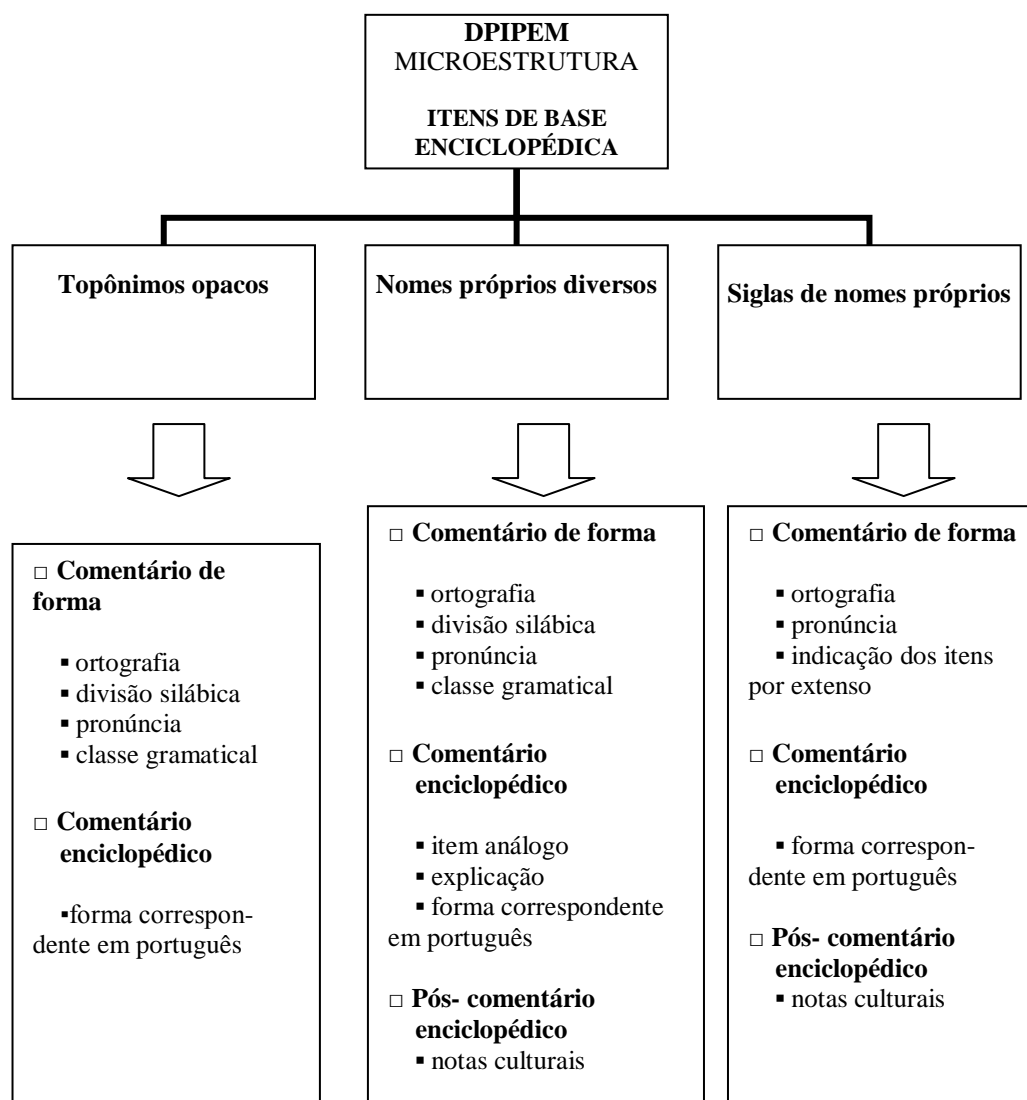 DPIPEM
MICROESTRUTURA
ITENS DE BASE
ENCICLOPÉDICA
Topônimos opacos
Nomes próprios diversos
Siglas de nomes próprios
□ Comentário de
forma
▪ ortografia
▪ divisão silábica
▪ pronúncia
▪ classe gramatical
□ Comentário
enciclopédico
▪forma correspon-
dente em português
□ Comentário de forma
▪ ortografia
▪ divisão silábica
▪ pronúncia
▪ classe gramatical
□ Comentário
enciclopédico
▪ item análogo
▪ explicação
▪ forma correspondente
em português
□ Pós- comentário
enciclopédico
▪ notas culturais
□ Comentário de forma
▪ ortografia
▪ pronúncia
▪ indicação dos itens
por extenso
□ Comentário
enciclopédico
▪ forma correspon-
dente em português
□ Pós- comentário
enciclopédico
▪ notas culturais